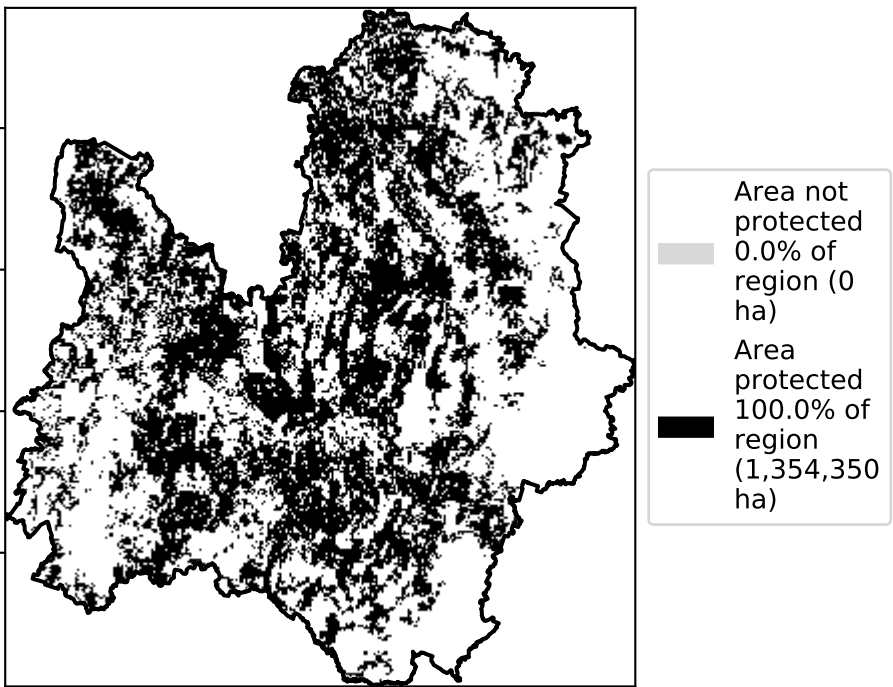 Area not
protected
0.0% of
region (0
ha)
Area
protected
100.0% of
region
(1,354,350
ha)